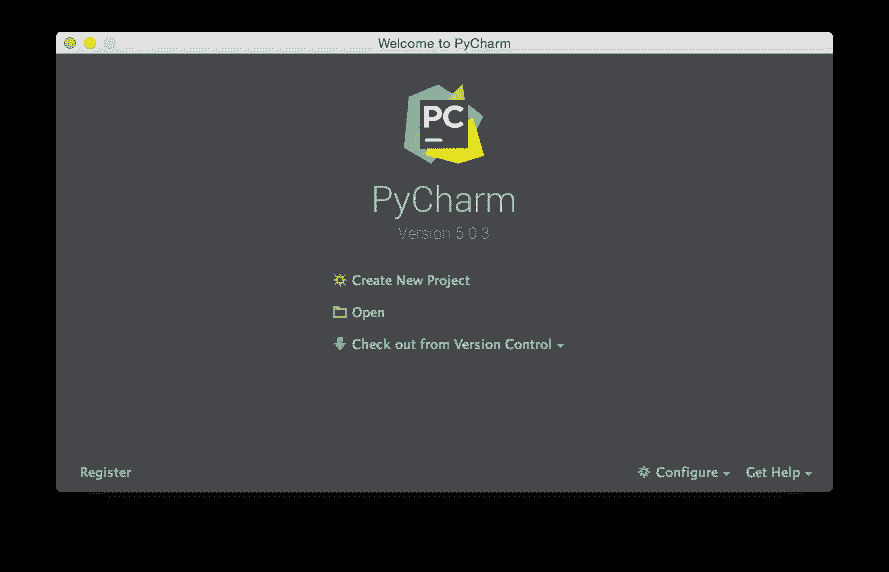 Welcome to PyCharm
PC
PyCharm
Version 5.0.3
Create New Project
Open
Check out from Version Control
Register
Configure
Get Help